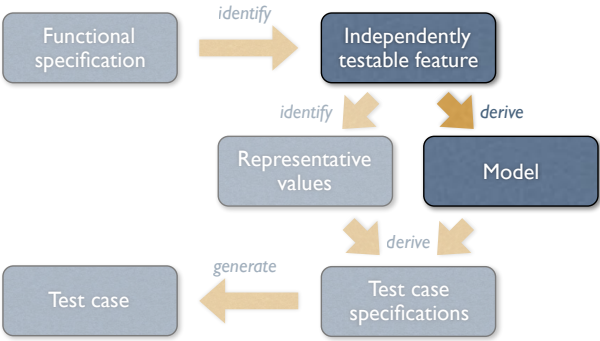 identify
Functional
specification
Independently
testable feature
identify
derive
Representative
values
Model
derive
generate
Test case
Test case
specifications